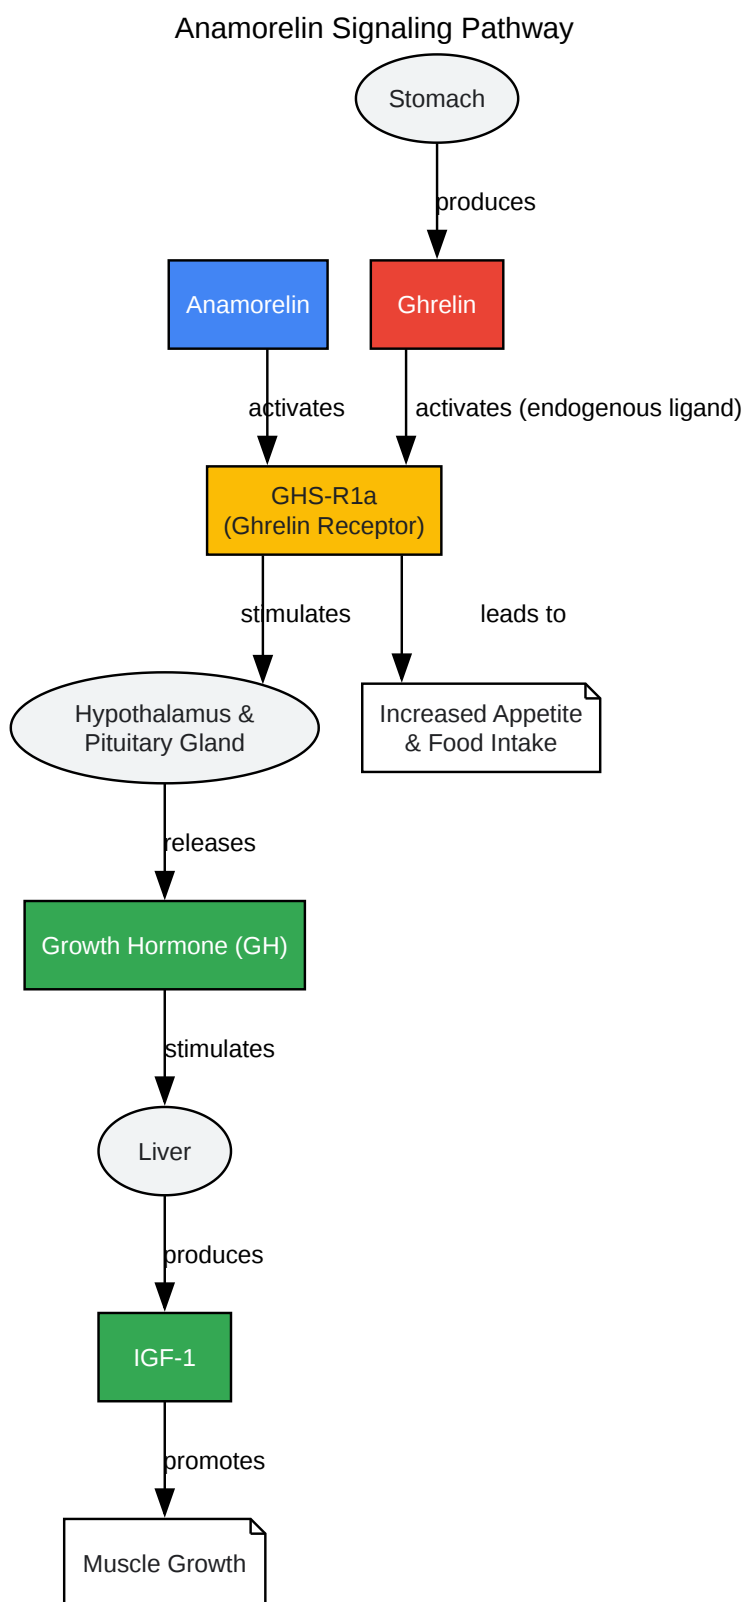 Anamorelin Signaling Pathway
Stomach
produces
Anamorelin
Ghrelin
activates
activates (endogenous ligand)
GHS-R1a
(Ghrelin Receptor)
stimulates
leads to
Hypothalamus &
Pituitary Gland
Increased Appetite
& Food Intake
releases
Growth Hormone (GH)
stimulates
Liver
produces
IGF-1
promotes
Muscle Growth